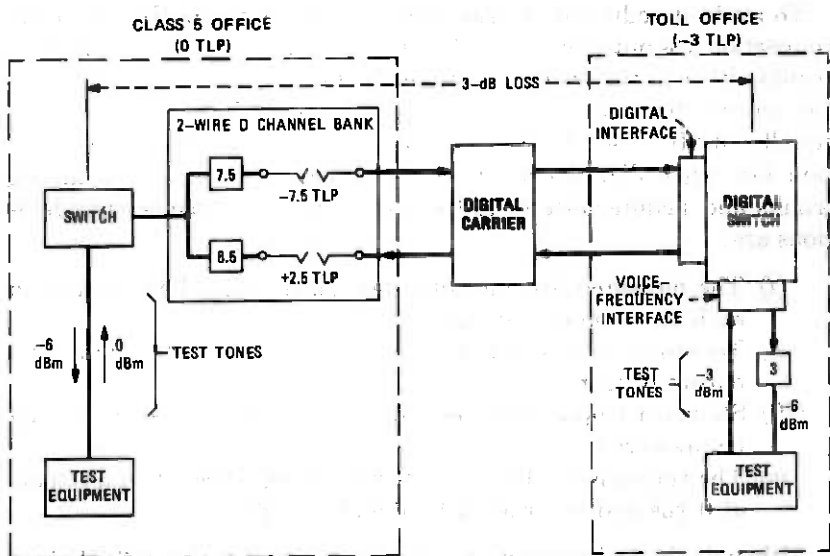 CLASS 5 OFFICE
(0 TLP)
TOLL OFFICE
(−3 TLP)
3-dB LOSS
2-WIRE D CHANNEL BANK
7.5
−7.5 TLP
8.5
+2.5 TLP
SWITCH
DIGITAL
CARRIER
DIGITAL
INTERFACE
DIGITAL
SWITCH
VOICE-
FREQUENCY
INTERFACE
−6
dBm
0
dBm
TEST TONES
TEST
TONES
−3
dBm
3
−6
dBm
TEST
EQUIPMENT
TEST
EQUIPMENT